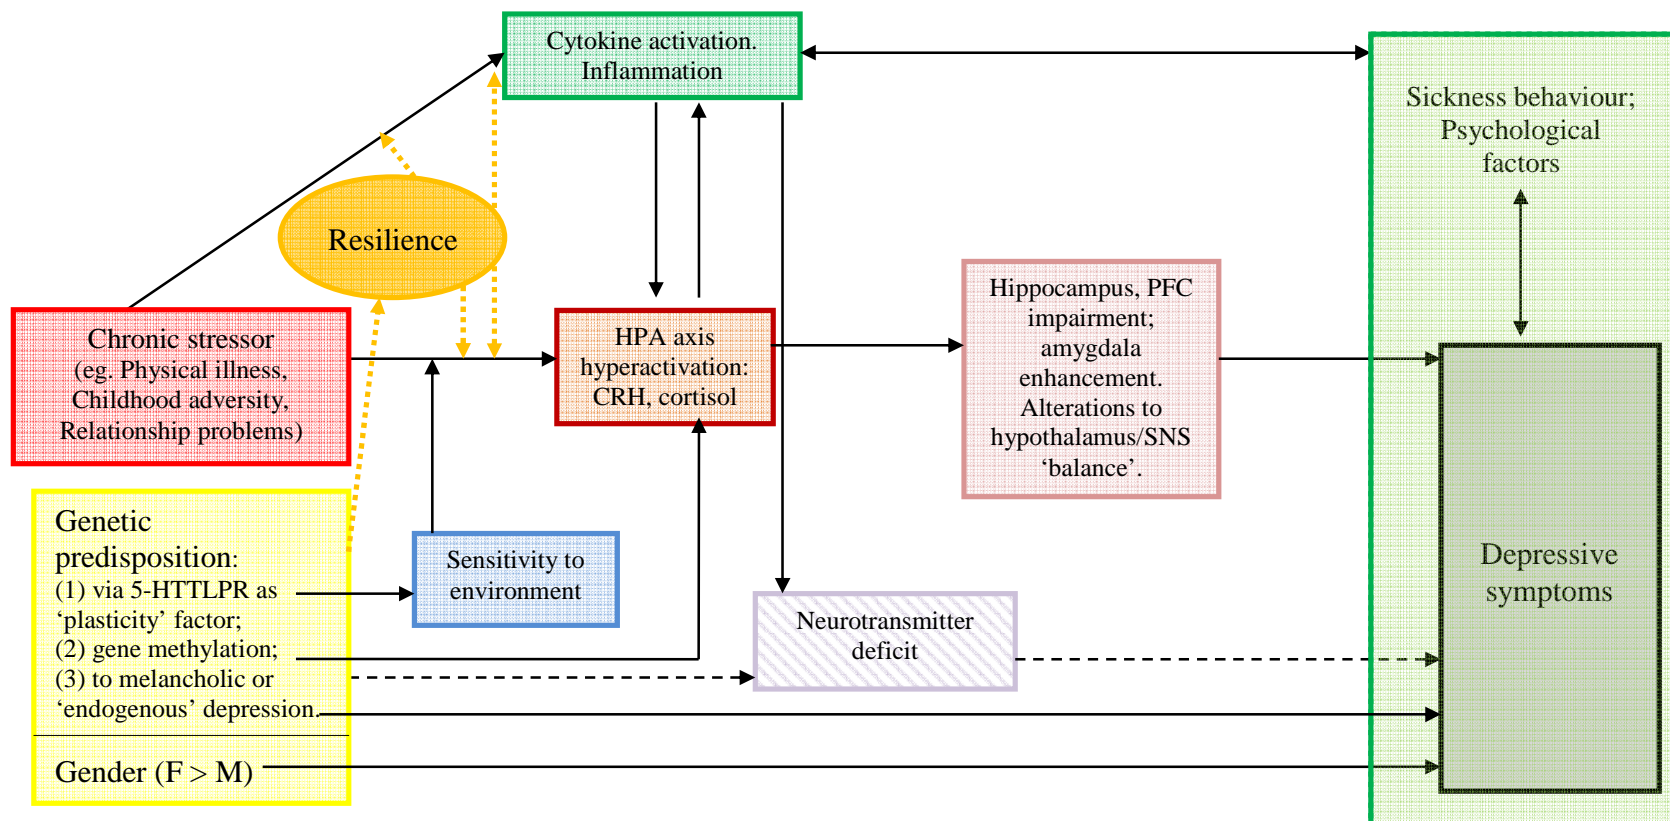 Cytokine activation.
Inflammation
Sickness behaviour;
Psychological
factors
Resilience
Chronic stressor
(eg. Physical illness,
Childhood adversity,
Relationship problems)
HPA axis
hyperactivation:
CRH, cortisol
Hippocampus, PFC
impairment;
amygdala
enhancement.
Alterations to
hypothalamus/SNS
‘balance’.
Genetic
predisposition:
(1) via 5-HTTLPR as
‘plasticity’ factor;
(2) gene methylation;
(3) to melancholic or
‘endogenous’ depression.
Gender (F > M)
Sensitivity to
environment
Neurotransmitter
deficit
Depressive
symptoms